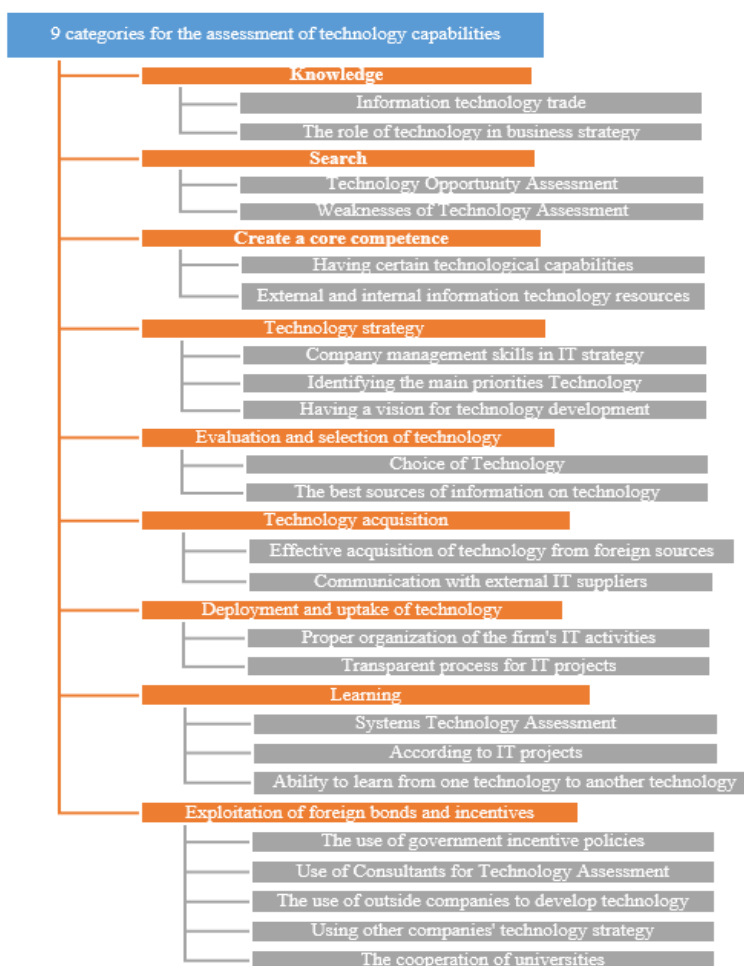 9 categories for the assessment of technology capabilities
Knowledge
Information technology trade
The role of technology in business strategy
Search
Technology Opportunity Assessment
Weaknesses of Technology Assessment
Create a core competence
Having certain technological capabilities
External and internal information technology resources
Technology strategy
Company management skills in IT strategy
Identifying the main priorities Technology
Having a vision for technology development
Evaluation and selection of technology
Choice of Technology
The best sources of information on technology
Technology acquisition
Effective acquisition of technology from foreign sources
Communication with external IT suppliers
Deployment and uptake of technology
Proper organization of the firm's IT activities
Transparent process for IT projects
Learning
Systems Technology Assessment
According to IT projects
Ability to learn from one technology to another technology
Exploitation of foreign bonds and incentives
The use of government incentive policies
Use of Consultants for Technology Assessment
The use of outside companies to develop technology
Using other companies' technology strategy
The cooperation of universities